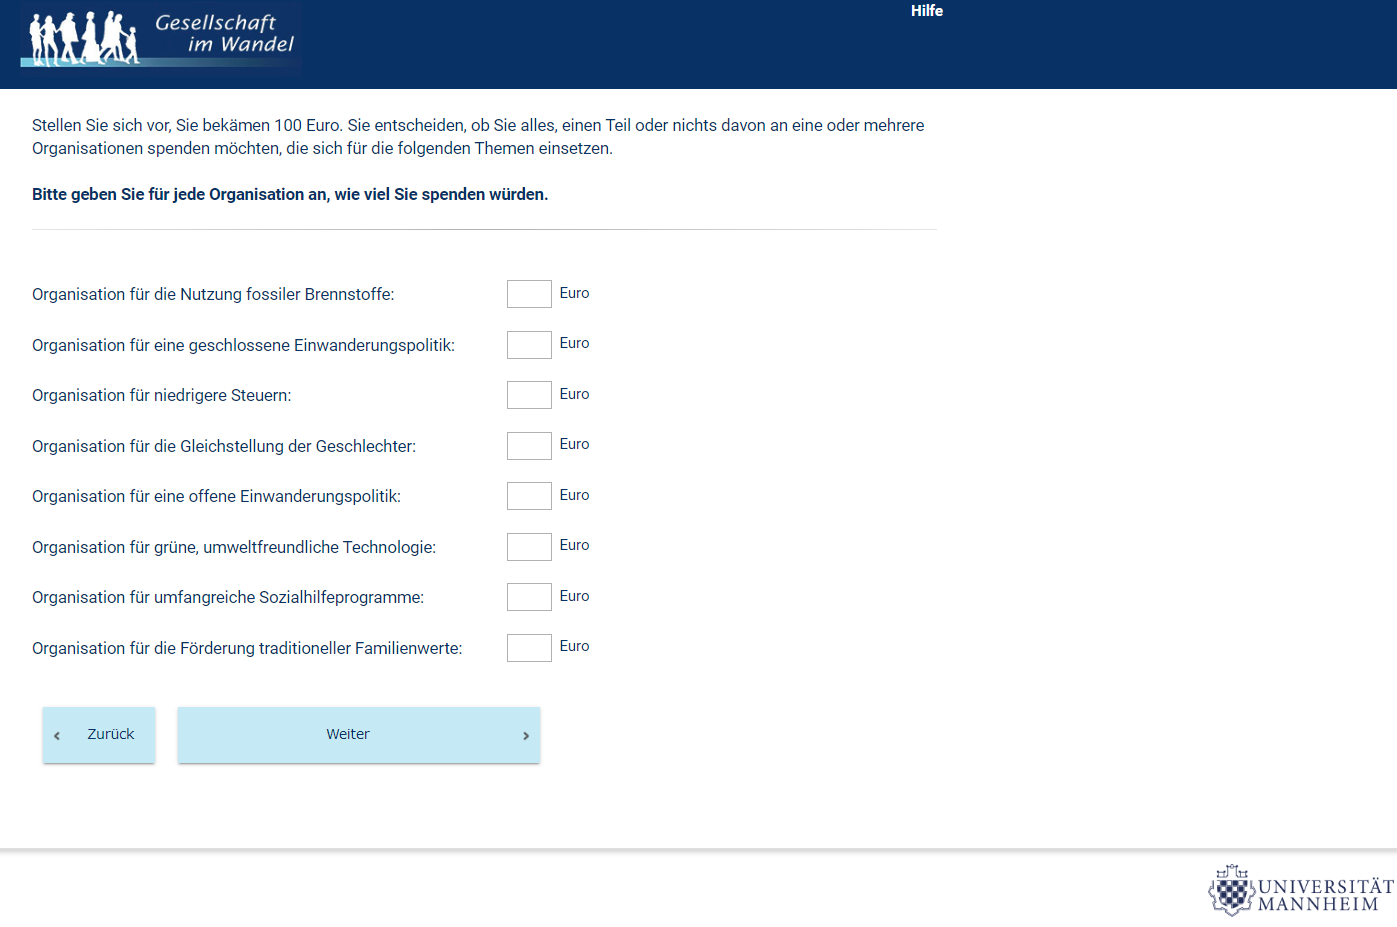 Gesellschaft
im Wandel
Hilfe
Stellen Sie sich vor, Sie bekämen 100 Euro. Sie entscheiden, ob Sie alles, einen Teil oder nichts davon an eine oder mehrere
Organisationen spenden möchten, die sich für die folgenden Themen einsetzen.
Bitte geben Sie für jede Organisation an, wie viel Sie spenden würden.
Organisation für die Nutzung fossiler Brennstoffe: Euro
Organisation für eine geschlossene Einwanderungspolitik: Euro
Organisation für niedrigere Steuern: Euro
Organisation für die Gleichstellung der Geschlechter: Euro
Organisation für eine offene Einwanderungspolitik: Euro
Organisation für grüne, umweltfreundliche Technologie: Euro
Organisation für umfangreiche Sozialhilfeprogramme: Euro
Organisation für die Förderung traditioneller Familienwerte: Euro
‹ Zurück
Weiter ›
UNIVERSITÄT
MANNHEIM